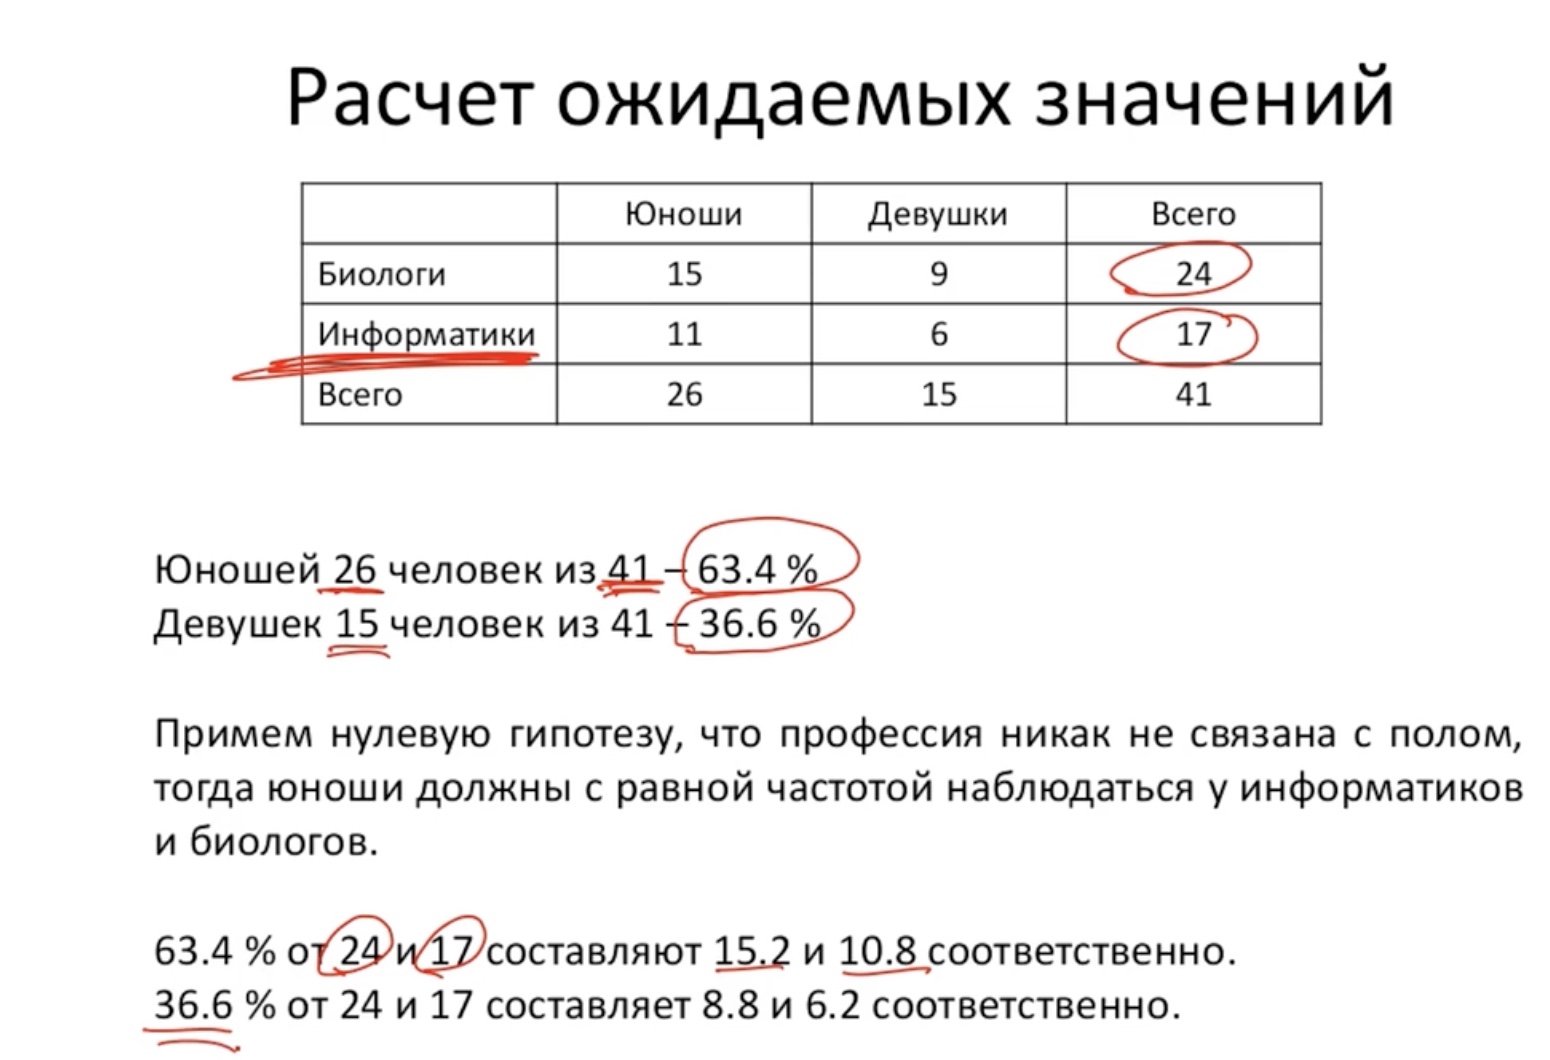 Расчет ожидаемых значений
Юноши Девушки Всего
Биологи 15 9 24
Информатики 11 6 17
Всего 26 15 41
Юношей 26 человек из 41 – 63.4 %
Девушек 15 человек из 41 – 36.6 %
Примем нулевую гипотезу, что профессия никак не связана с полом,
тогда юноши должны с равной частотой наблюдаться у информатиков
и биологов.
63.4 % от 24 и 17 составляют 15.2 и 10.8 соответственно.
36.6 % от 24 и 17 составляет 8.8 и 6.2 соответственно.